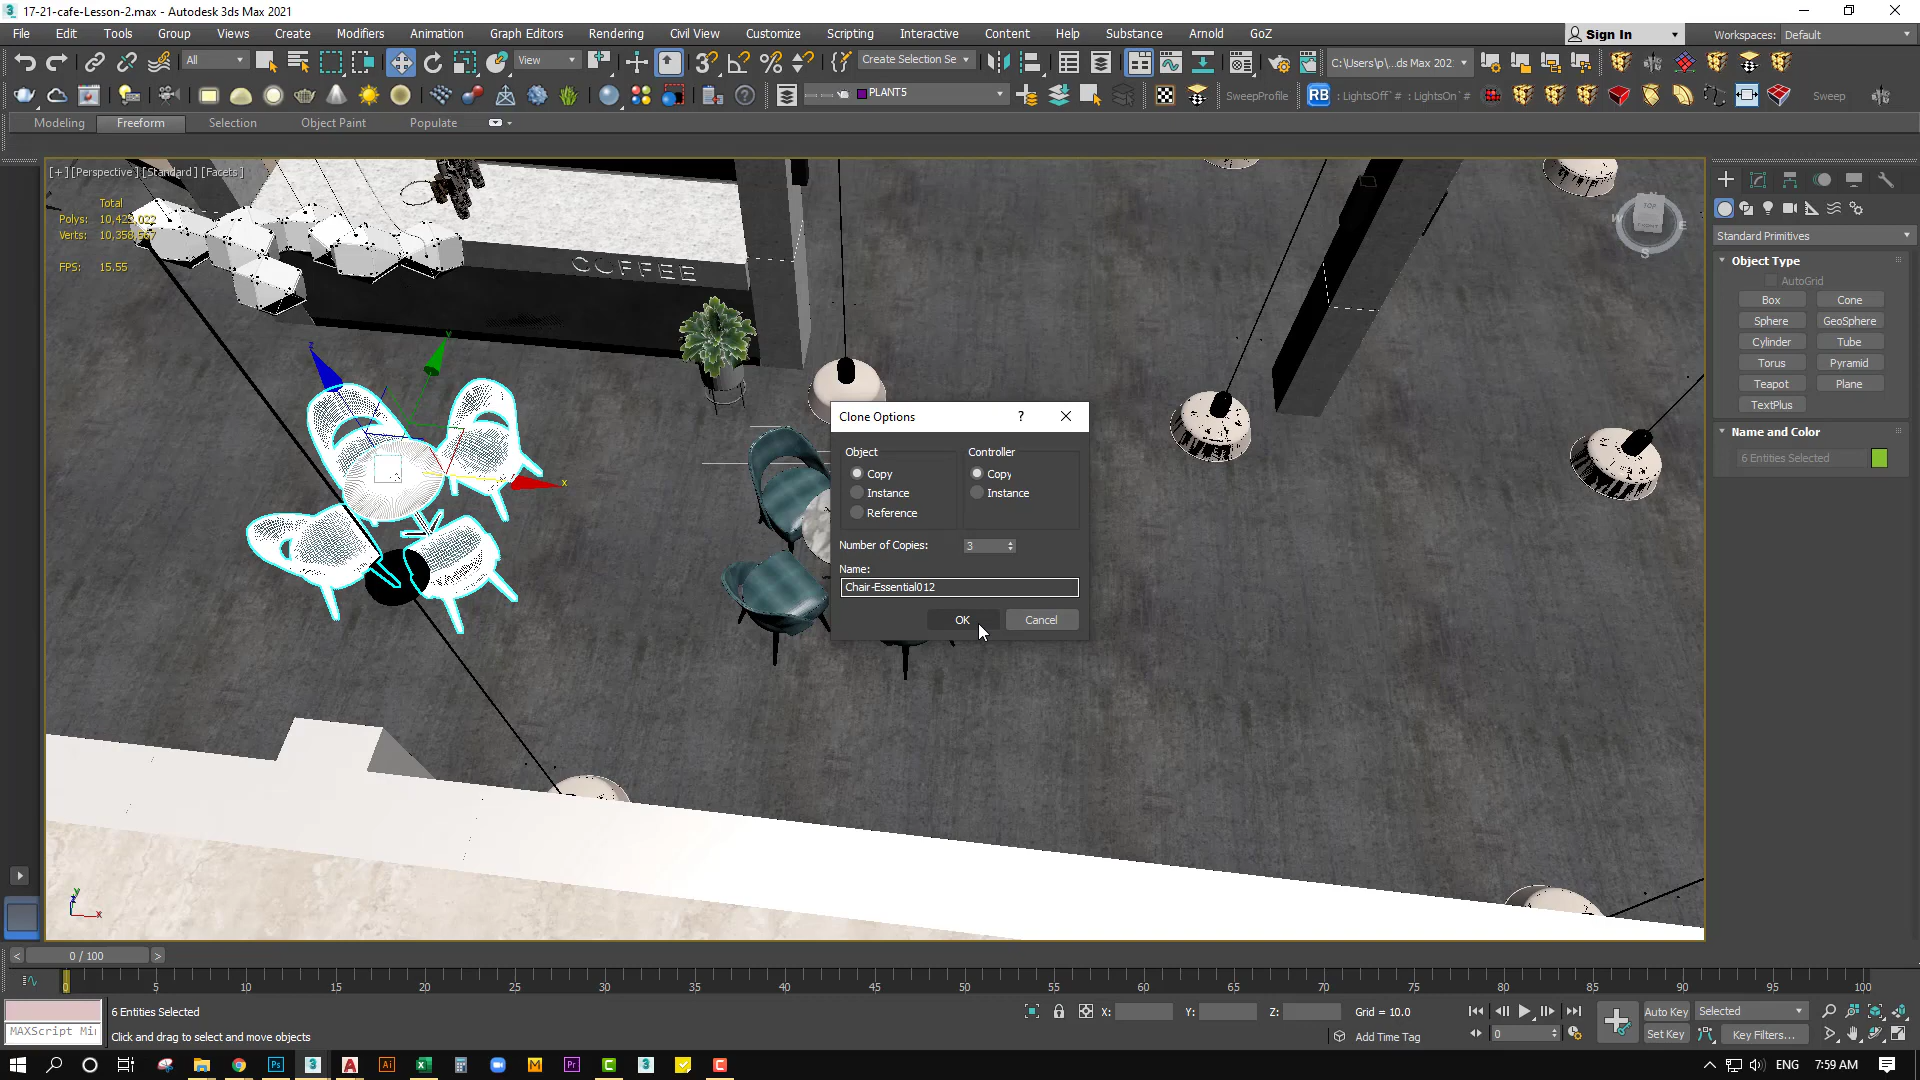 17-21-cafe-Lesson-2.max - Autodesk 3ds Max 2021
File Edit Tools Group Views Create Modifiers Animation Graph Editors Rendering Civil View Customize Scripting Interactive Content Help Substance Arnold GoZ
Sign In Workspaces: Default
All View Create Selection Se C:\Users\p\...ds Max 202
PLANT5 SweepProfile RB : LightsOff`# : LightsOn`# Sweep
Modeling Freeform Selection Object Paint Populate
[+] [Perspective] [Standard] [Facets]
Total
Polys:
Verts:
FPS: 15.55
COFFEE
TOP
Standard Primitives
Object Type
AutoGrid
Box Cone
Sphere GeoSphere
Cylinder Tube
Torus Pyramid
Teapot Plane
TextPlus
Name and Color
6 Entities Selected
Clone Options ?
Object Controller
Copy Copy
Instance Instance
Reference
Number of Copies: 3
Name:
Chair-Essential012
OK Cancel
z y x
y z x
< 0 / 100 >
0 5 10 15 20 25 30 35 40 45 50 55 60 65 70 75 80 85 90 95 100
6 Entities Selected X: Y: Z: Grid = 10.0 Auto Key Selected
MAXScript Mi
Click and drag to select and move objects Add Time Tag 0 Set Key Key Filters...
ENG 7:59 AM